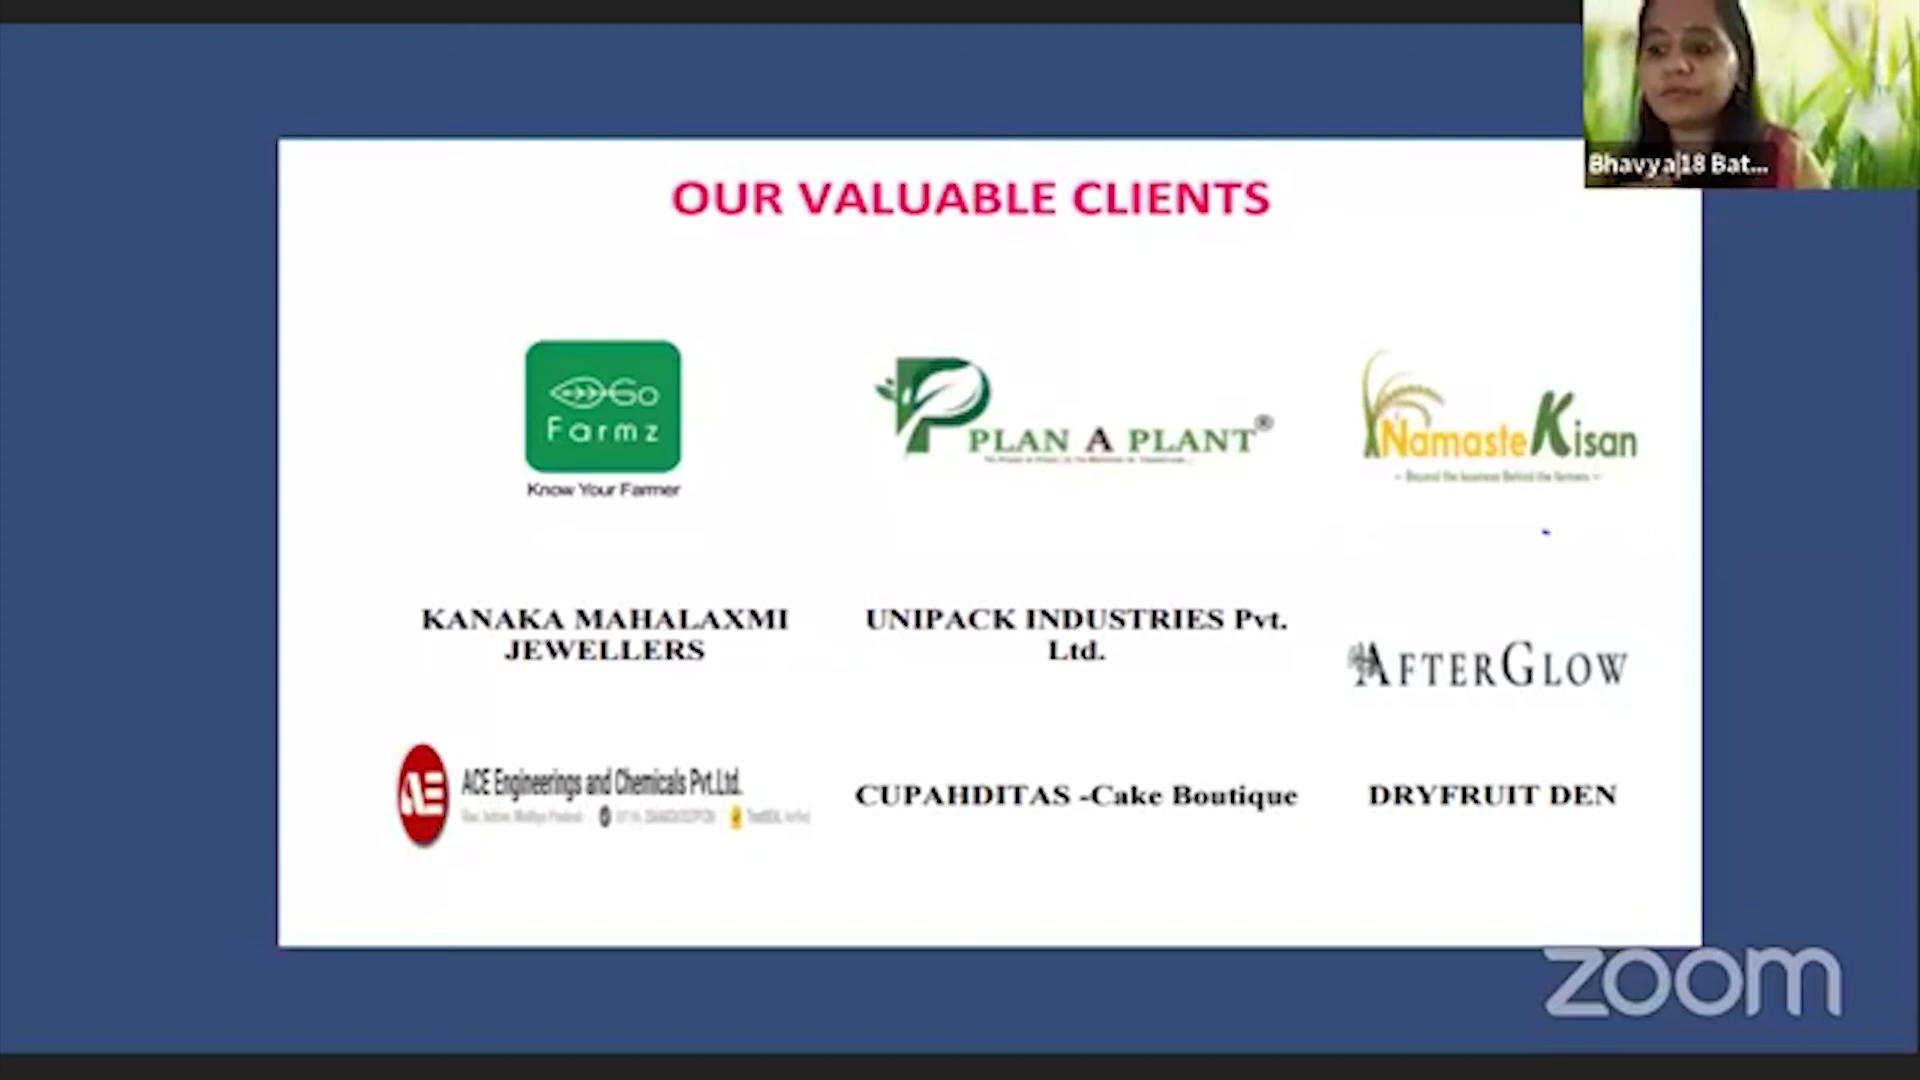 Bhavya|18 Bat...
OUR VALUABLE CLIENTS
Go
Farmz
Know Your Farmer
PLAN A PLANT®
Namaste Kisan
KANAKA MAHALAXMI
JEWELLERS
UNIPACK INDUSTRIES Pvt.
Ltd.
AFTERGLOW
AE
ACE Engineerings and Chemicals Pvt.Ltd.
CUPAHDITAS -Cake Boutique
DRYFRUIT DEN
zoom